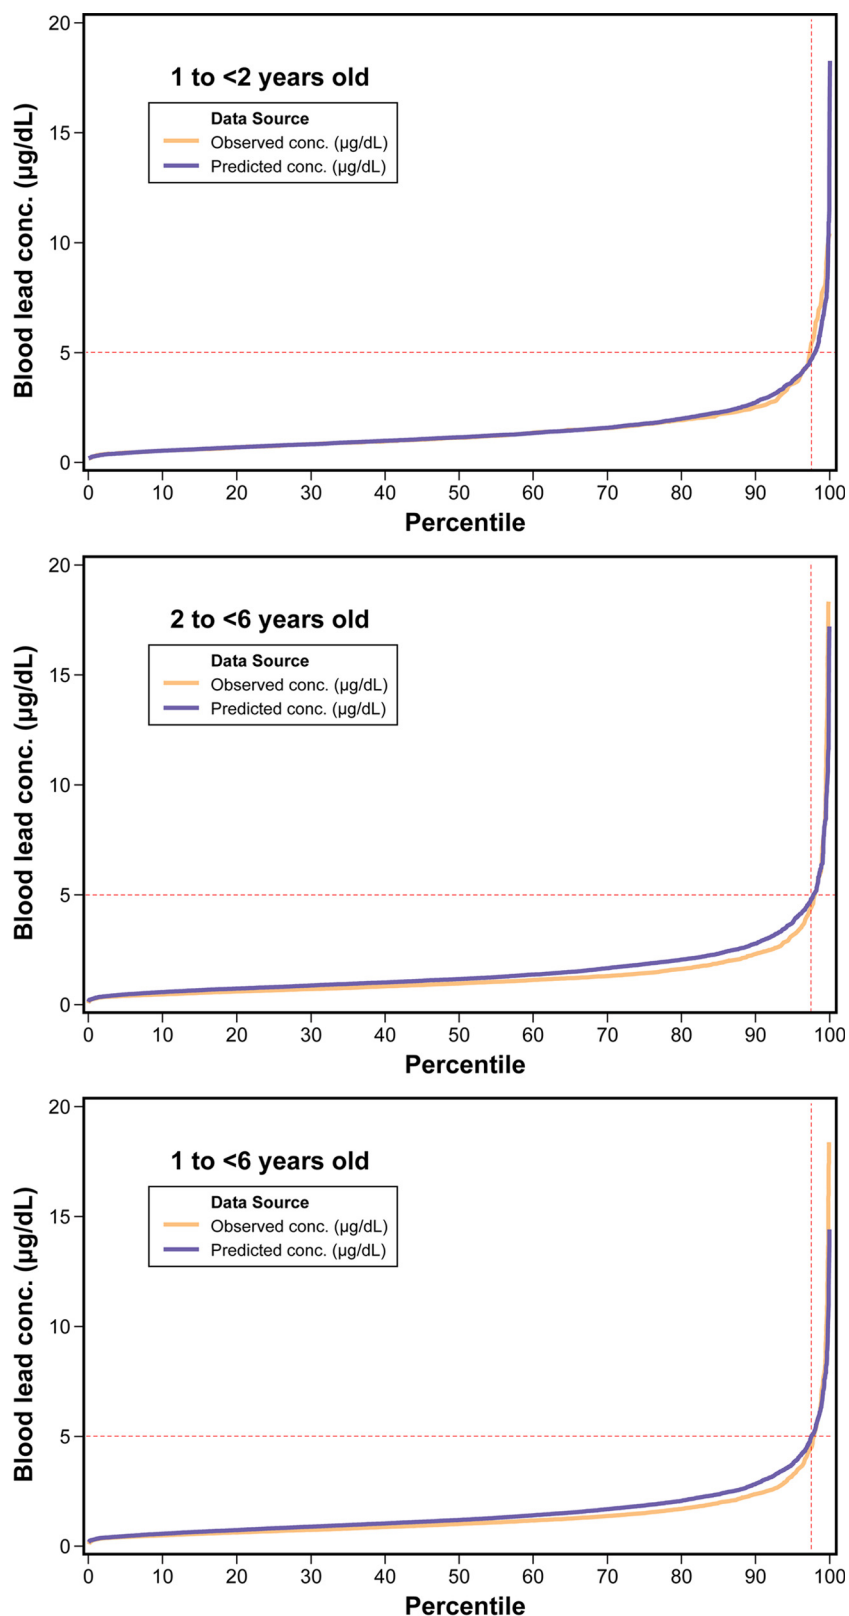 20
15
10
5
0
Blood lead conc. (µg/dL)
1 to <2 years old
Data Source
Observed conc. (µg/dL)
Predicted conc. (µg/dL)
0 10 20 30 40 50 60 70 80 90 100
Percentile
20
15
10
5
0
Blood lead conc. (µg/dL)
2 to <6 years old
Data Source
Observed conc. (µg/dL)
Predicted conc. (µg/dL)
0 10 20 30 40 50 60 70 80 90 100
Percentile
20
15
10
5
0
Blood lead conc. (µg/dL)
1 to <6 years old
Data Source
Observed conc. (µg/dL)
Predicted conc. (µg/dL)
0 10 20 30 40 50 60 70 80 90 100
Percentile